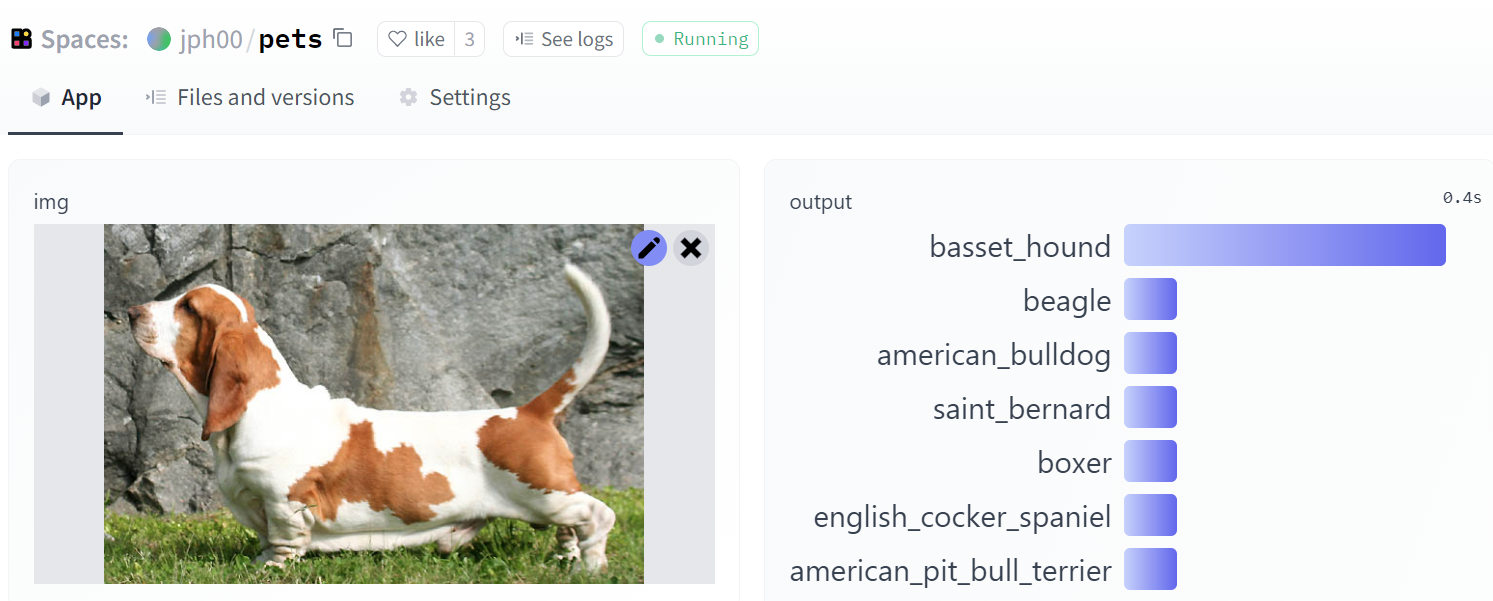 Spaces: jph00/pets like 3 See logs Running
App Files and versions Settings
img
output 0.4s
basset_hound
beagle
american_bulldog
saint_bernard
boxer
english_cocker_spaniel
american_pit_bull_terrier